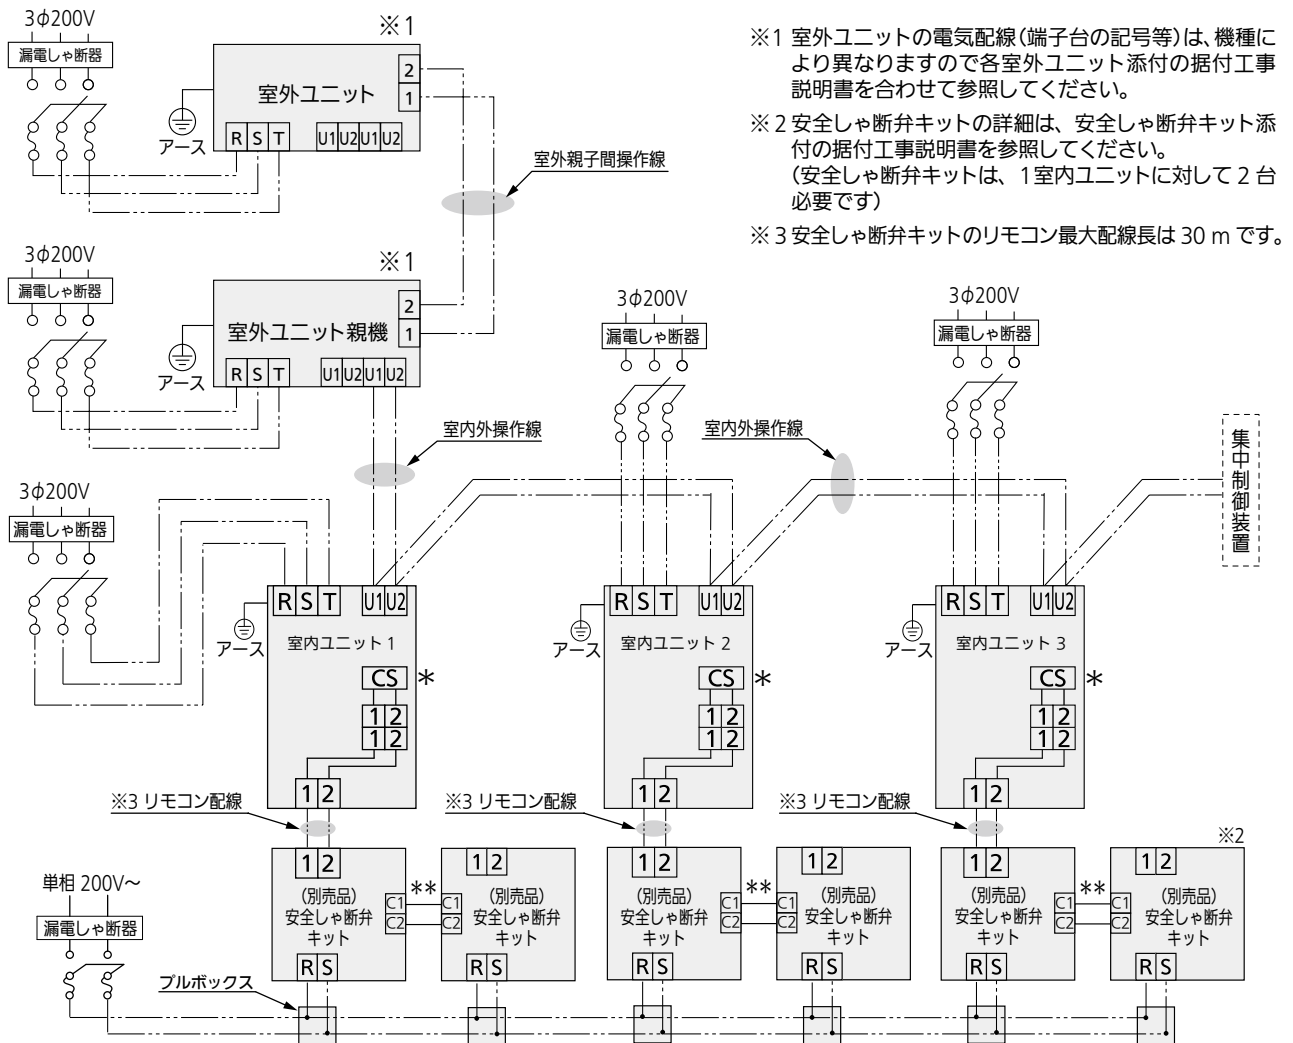 3φ200V
漏電しゃ断器
※1
室外ユニット
2
1
アース
R S T
U1 U2 U1 U2
室外親子間操作線
※1 室外ユニットの電気配線(端子台の記号等)は、機種に
より異なりますので各室外ユニット添付の据付工事
説明書を合わせて参照してください。
※2 安全しゃ断弁キットの詳細は、安全しゃ断弁キット添
付の据付工事説明書を参照してください。
(安全しゃ断弁キットは、1室内ユニットに対して 2 台
必要です)
※3 安全しゃ断弁キットのリモコン最大配線長は 30 m です。
3φ200V
漏電しゃ断器
※1
室外ユニット親機
2
1
アース
R S T
U1 U2 U1 U2
室内外操作線
3φ200V
漏電しゃ断器
3φ200V
漏電しゃ断器
室内外操作線
集中制御装置
3φ200V
漏電しゃ断器
R S T U1 U2
アース
室内ユニット 1
CS *
1 2
1 2
1 2
R S T U1 U2
アース
室内ユニット 2
CS *
1 2
1 2
1 2
R S T U1 U2
アース
室内ユニット 3
CS *
1 2
1 2
1 2
※3 リモコン配線
※3 リモコン配線
※3 リモコン配線
※2
単相 200V～
漏電しゃ断器
プルボックス
1 2
(別売品)
安全しゃ断弁
キット
C1
C2
R S
**
1 2
C1
C2
(別売品)
安全しゃ断弁
キット
R S
1 2
(別売品)
安全しゃ断弁
キット
C1
C2
R S
**
1 2
C1
C2
(別売品)
安全しゃ断弁
キット
R S
1 2
(別売品)
安全しゃ断弁
キット
C1
C2
R S
**
1 2
C1
C2
(別売品)
安全しゃ断弁
キット
R S